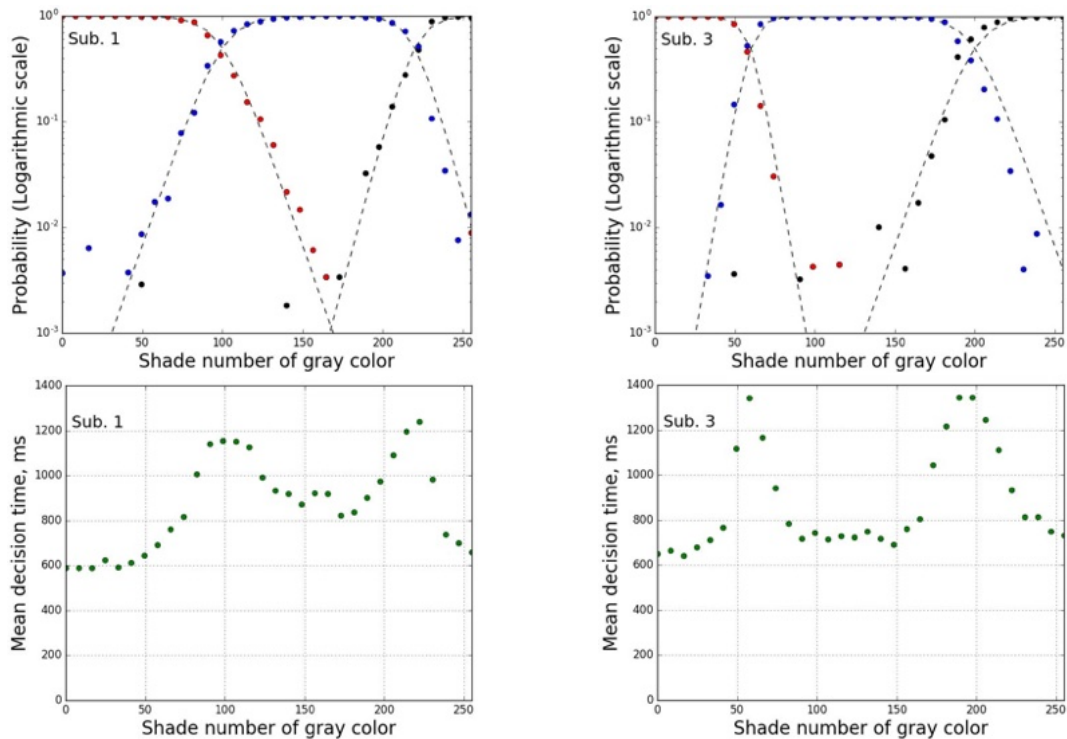 Sub. 1
Probability (Logarithmic scale)
10^0
10^-1
10^-2
10^-3
0 50 100 150 200 250
Shade number of gray color
Sub. 3
Probability (Logarithmic scale)
10^0
10^-1
10^-2
10^-3
0 50 100 150 200 250
Shade number of gray color
Sub. 1
Mean decision time, ms
1400
1200
1000
800
600
400
200
0
0 50 100 150 200 250
Shade number of gray color
Sub. 3
Mean decision time, ms
1400
1200
1000
800
600
400
200
0
0 50 100 150 200 250
Shade number of gray color